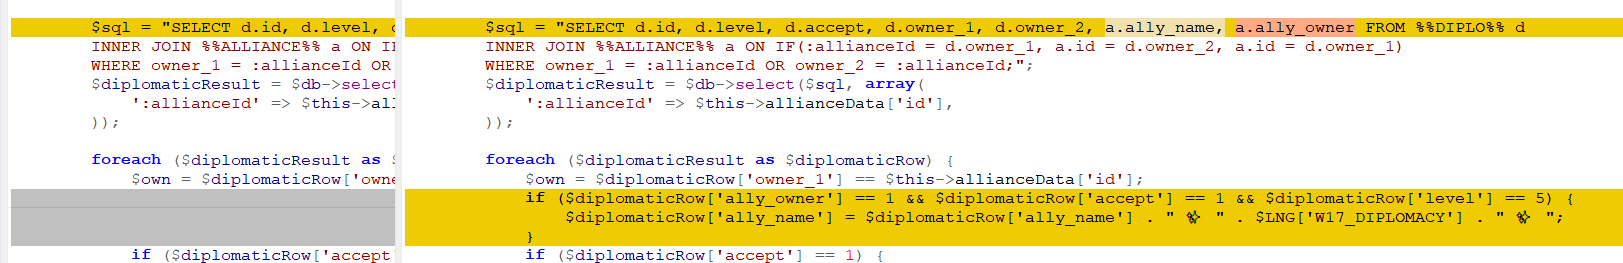 $sql = "SELECT d.id, d.level,
INNER JOIN %%ALLIANCE%% a ON
WHERE owner_1 = :allianceId OR
$diplomaticResult = $db->select
':allianceId' => $this->all
));
foreach ($diplomaticResult as $
$own = $diplomaticRow['owne
if ($diplomaticRow['accept'
$sql = "SELECT d.id, d.level, d.accept, d.owner_1, d.owner_2, a.ally_name, a.ally_owner FROM %%DIPLO%% d
INNER JOIN %%ALLIANCE%% a ON IF(:allianceId = d.owner_1, a.id = d.owner_2, a.id = d.owner_1)
WHERE owner_1 = :allianceId OR owner_2 = :allianceId;";
$diplomaticResult = $db->select($sql, array(
':allianceId' => $this->allianceData['id'],
));
foreach ($diplomaticResult as $diplomaticRow) {
$own = $diplomaticRow['owner_1'] == $this->allianceData['id'];
if ($diplomaticRow['ally_owner'] == 1 && $diplomaticRow['accept'] == 1 && $diplomaticRow['level'] == 5) {
$diplomaticRow['ally_name'] = $diplomaticRow['ally_name'] . " " . $LNG['W17_DIPLOMACY'] . " ";
}
if ($diplomaticRow['accept'] == 1) {